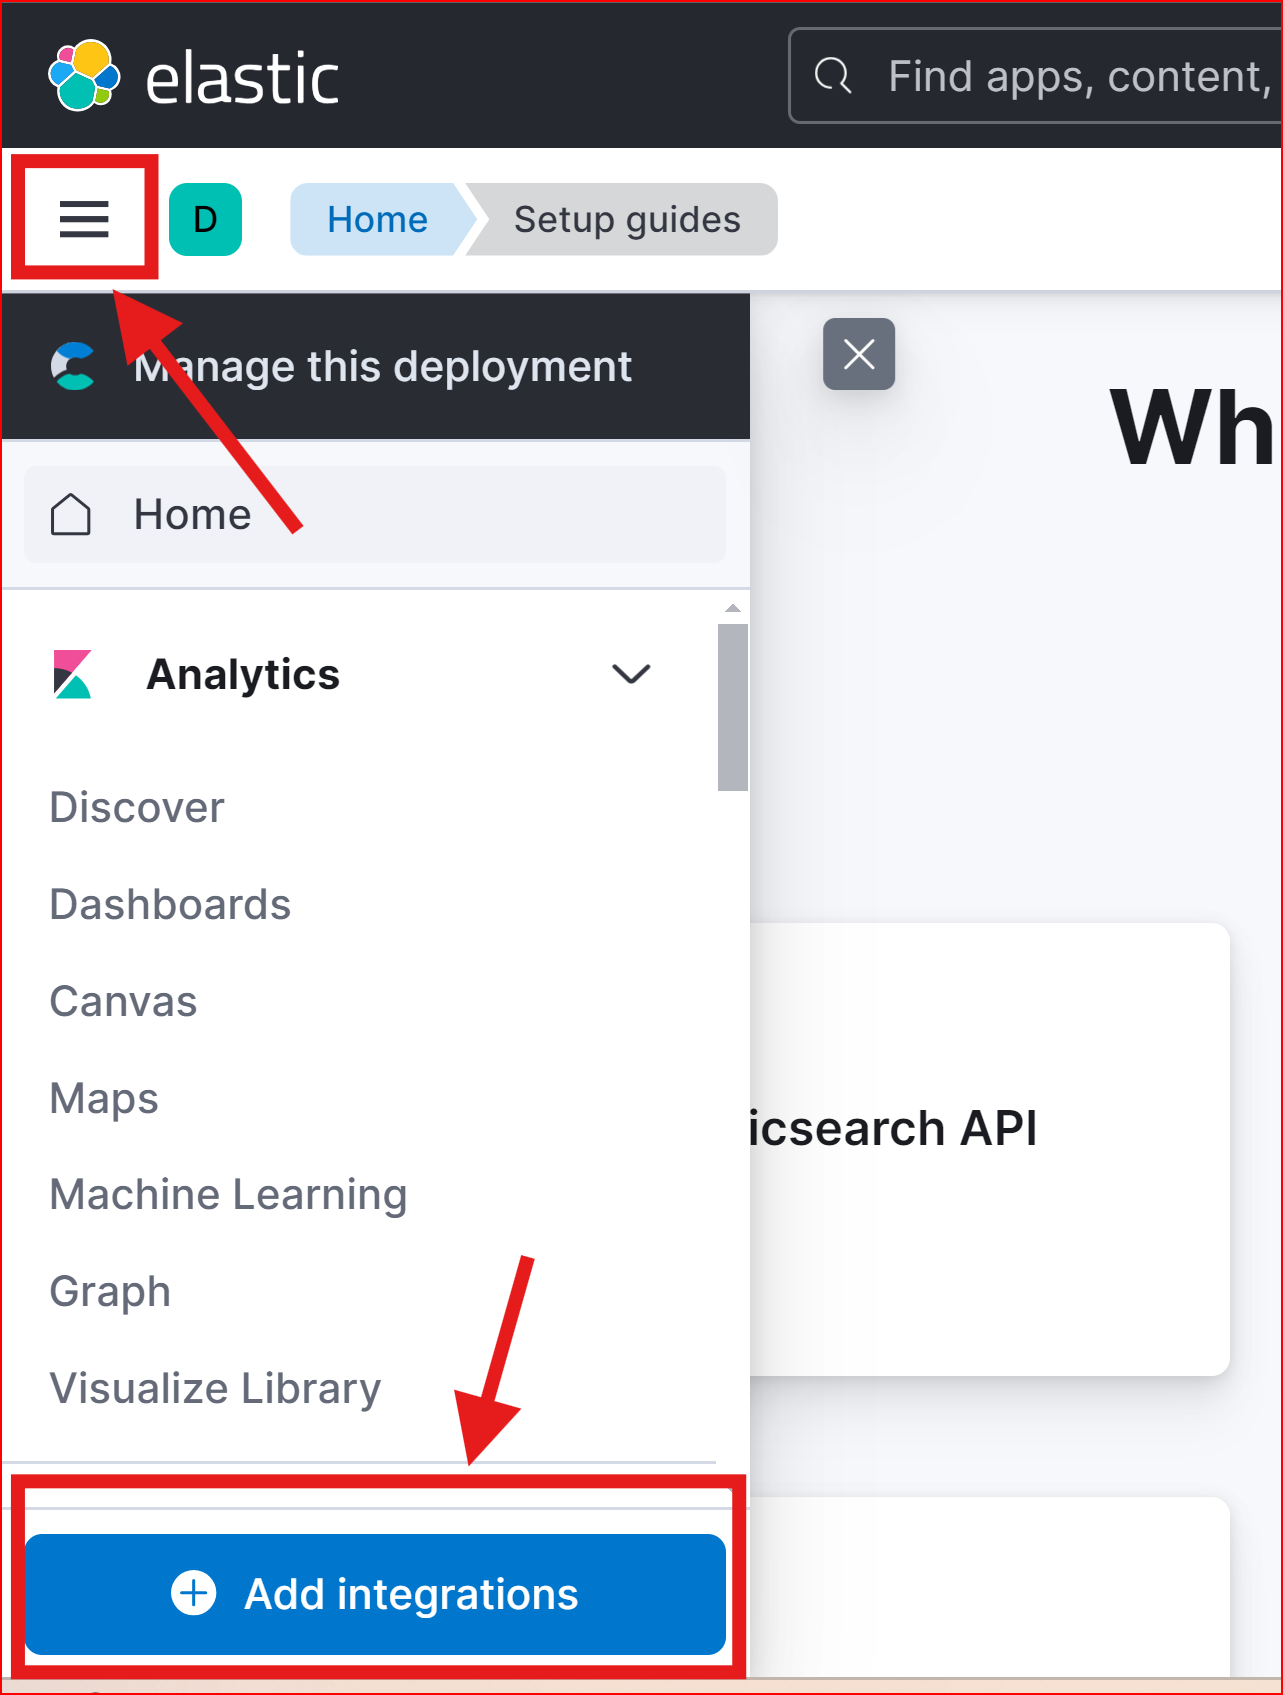 elastic
Find apps, content,
D
Home
Setup guides
Manage this deployment
Wh
Home
Analytics
Discover
Dashboards
Canvas
Maps
icsearch API
Machine Learning
Graph
Visualize Library
Add integrations